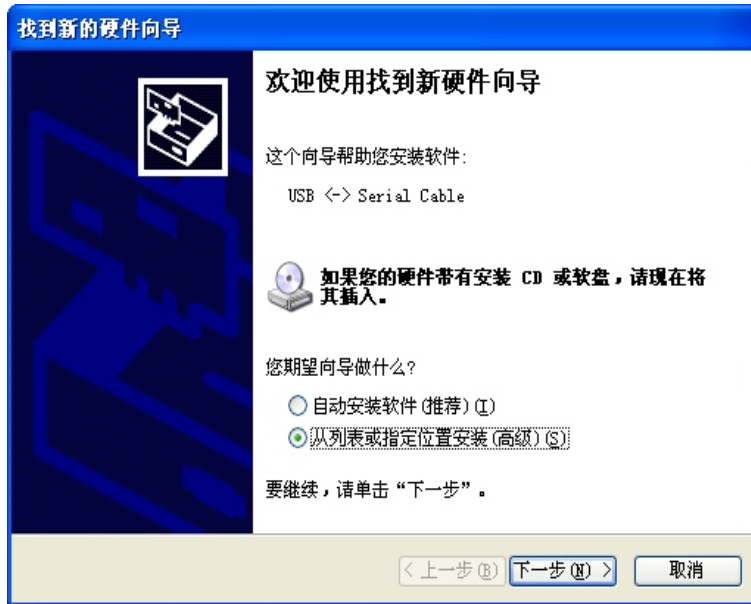 找到新的硬件向导
欢迎使用找到新硬件向导
这个向导帮助您安装软件:
USB <-> Serial Cable
如果您的硬件带有安装 CD 或软盘，请现在将
其插入。
您期望向导做什么?
自动安装软件(推荐)(I)
从列表或指定位置安装(高级)(S)
要继续，请单击“下一步”。
< 上一步(B) 下一步(N) > 取消